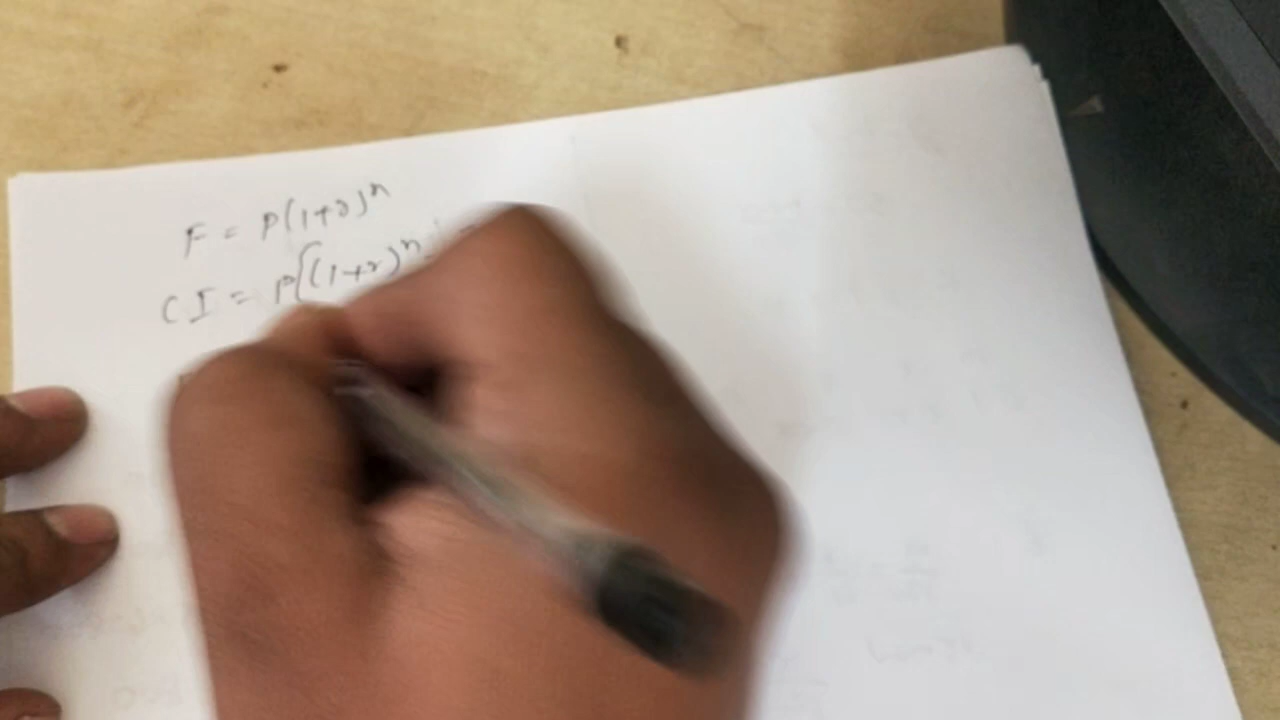 F = P(1+r)^n
CI = P[(1+r)^n